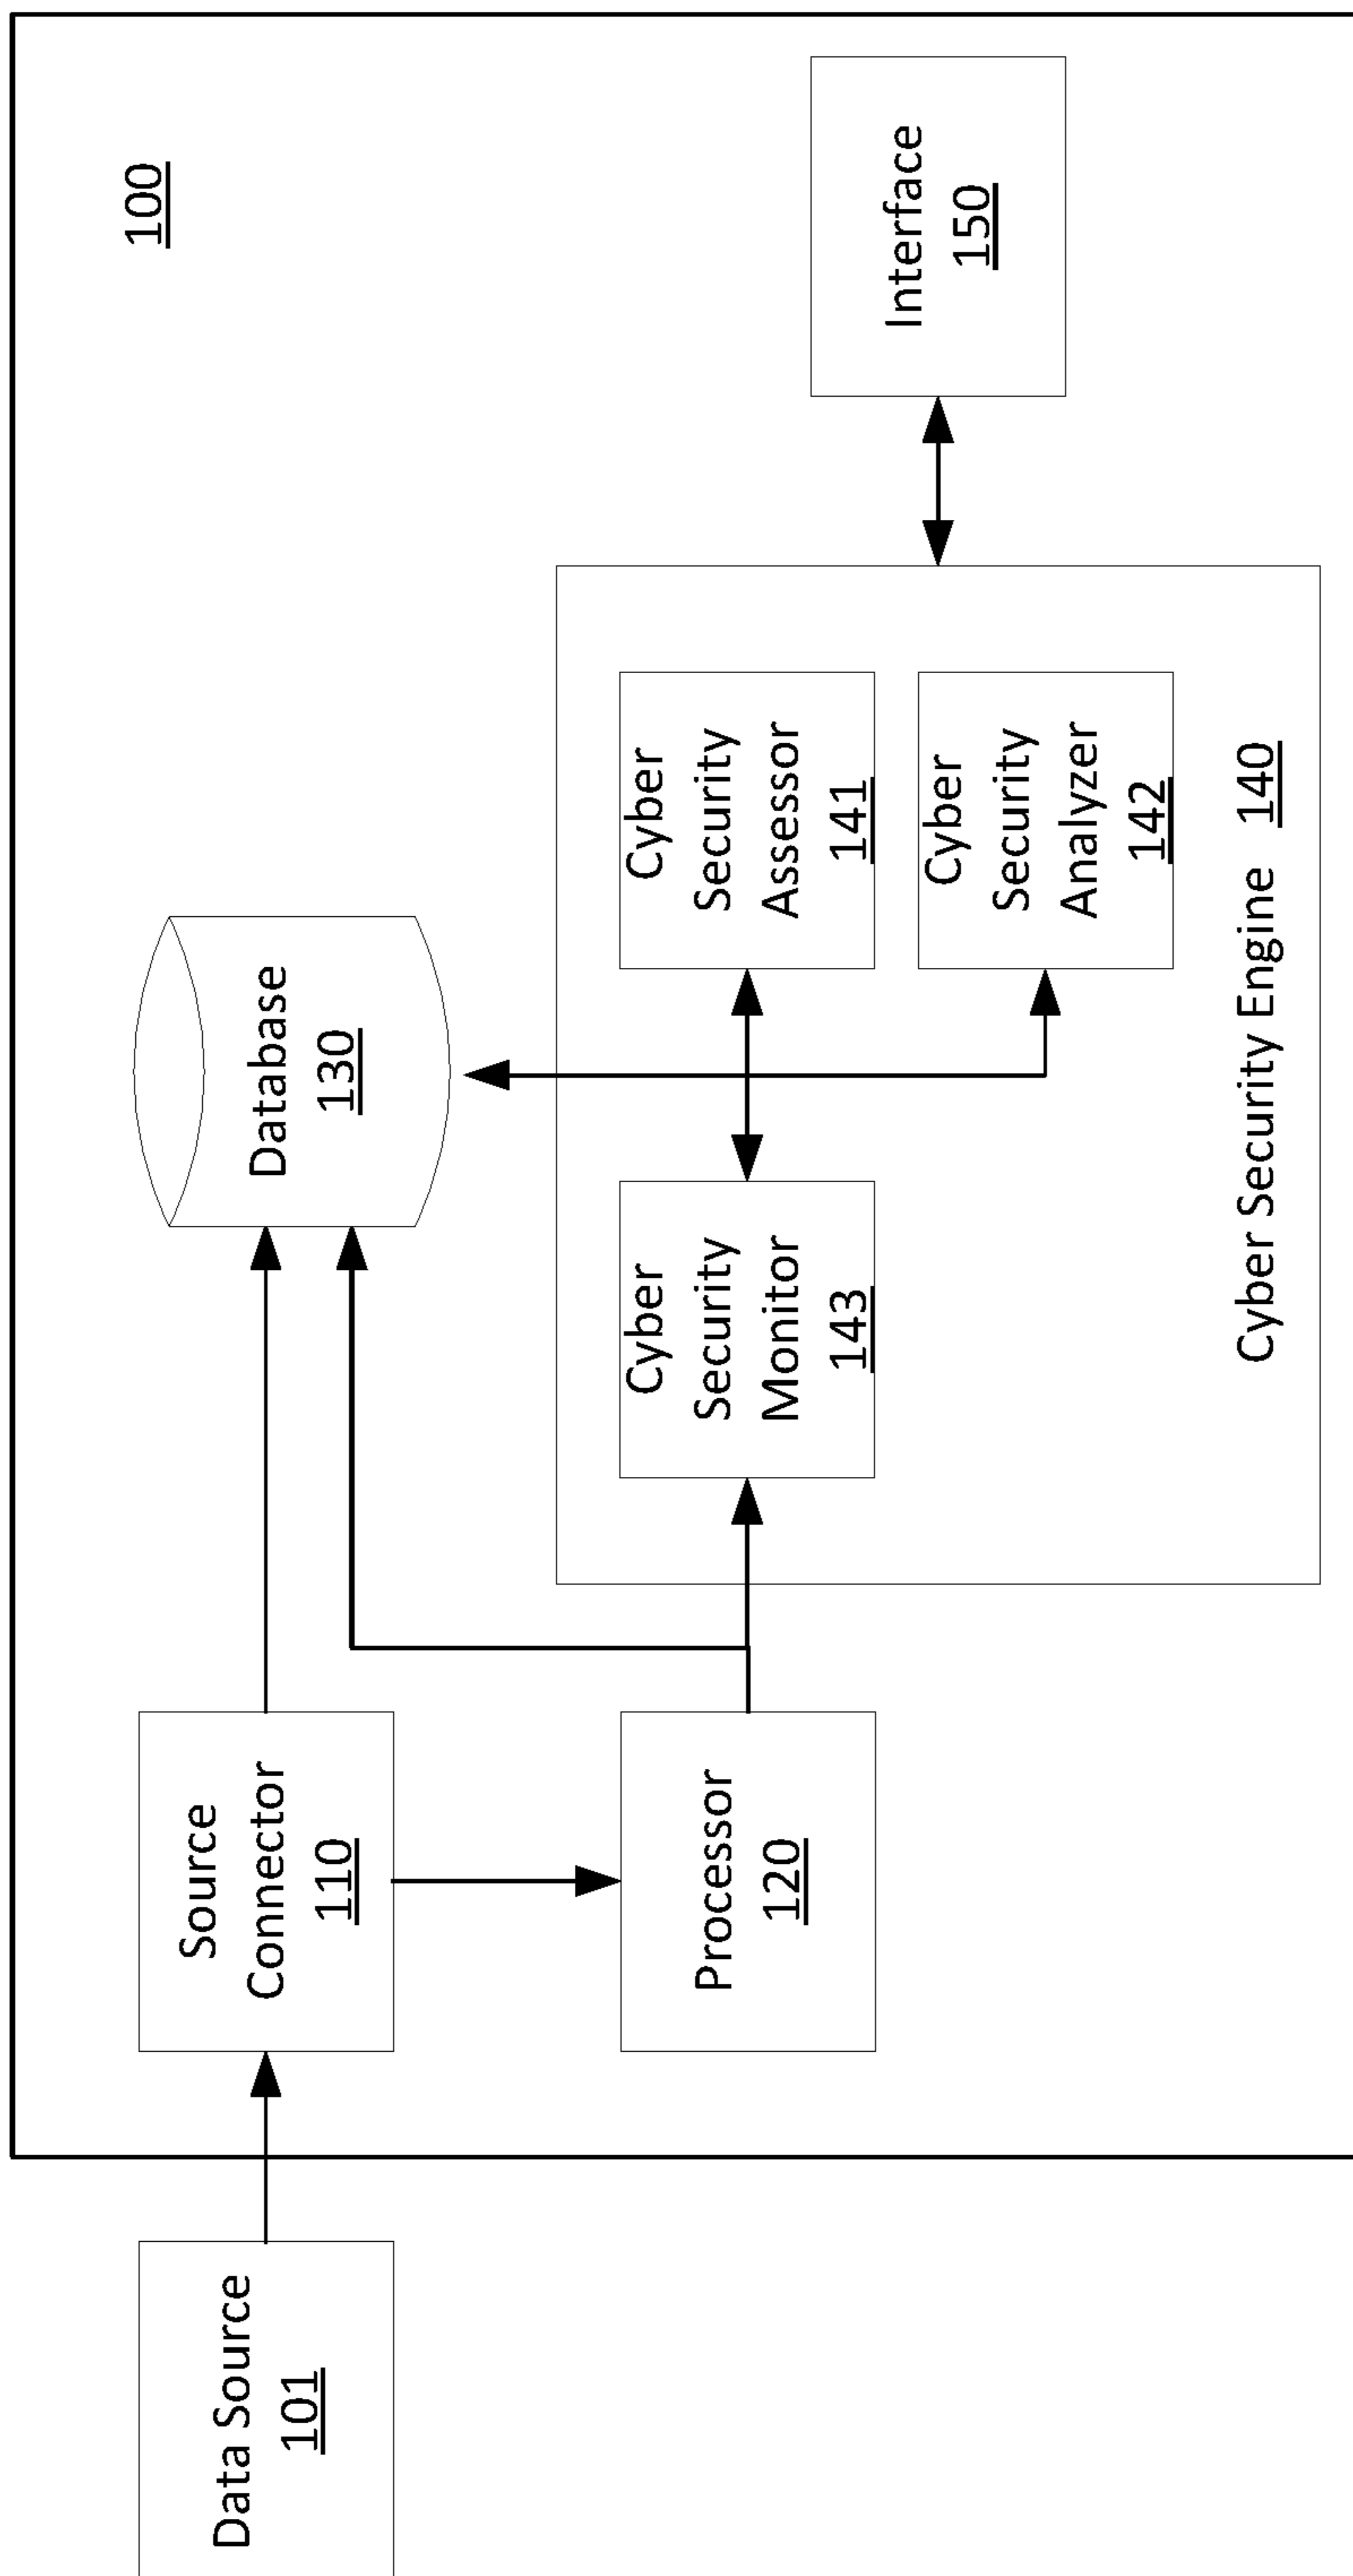 100
Data Source
101
Source
Connector
110
Database
130
Processor
120
Cyber
Security
Monitor
143
Cyber
Security
Assessor
141
Cyber
Security
Analyzer
142
Cyber Security Engine 140
Interface
150